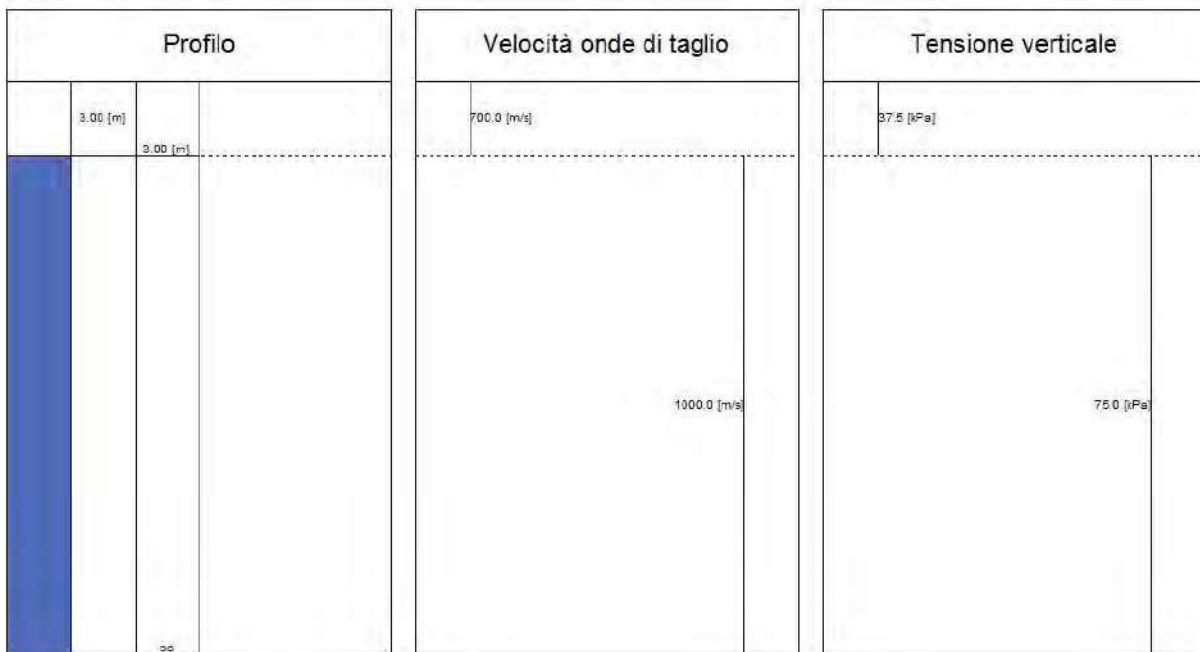 Profilo
3.00 [m]
3.00 [m]
∞
Velocità onde di taglio
700.0 [m/s]
1000.0 [m/s]
Tensione verticale
37.5 [kPa]
75.0 [kPa]